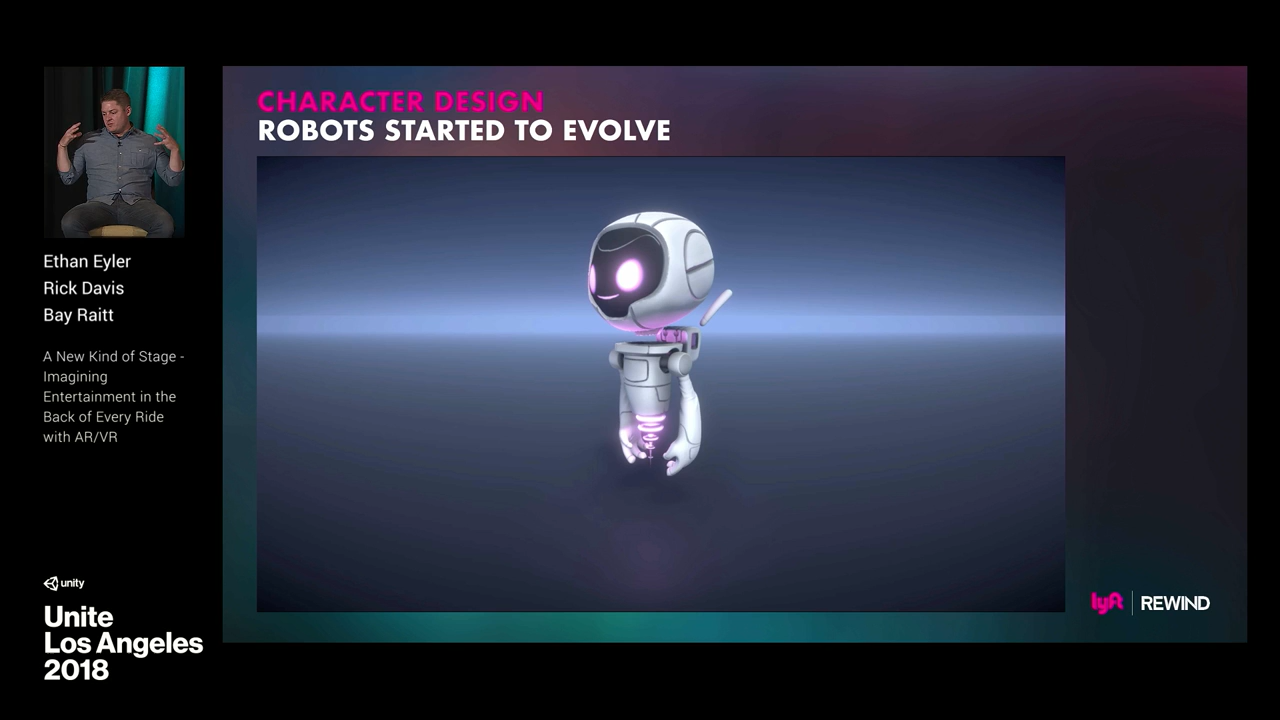 CHARACTER DESIGN
ROBOTS STARTED TO EVOLVE
Ethan Eyler
Rick Davis
Bay Raitt
A New Kind of Stage -
Imagining
Entertainment in the
Back of Every Ride
with AR/VR
unity
Unite
Los Angeles
2018
lyft REWIND